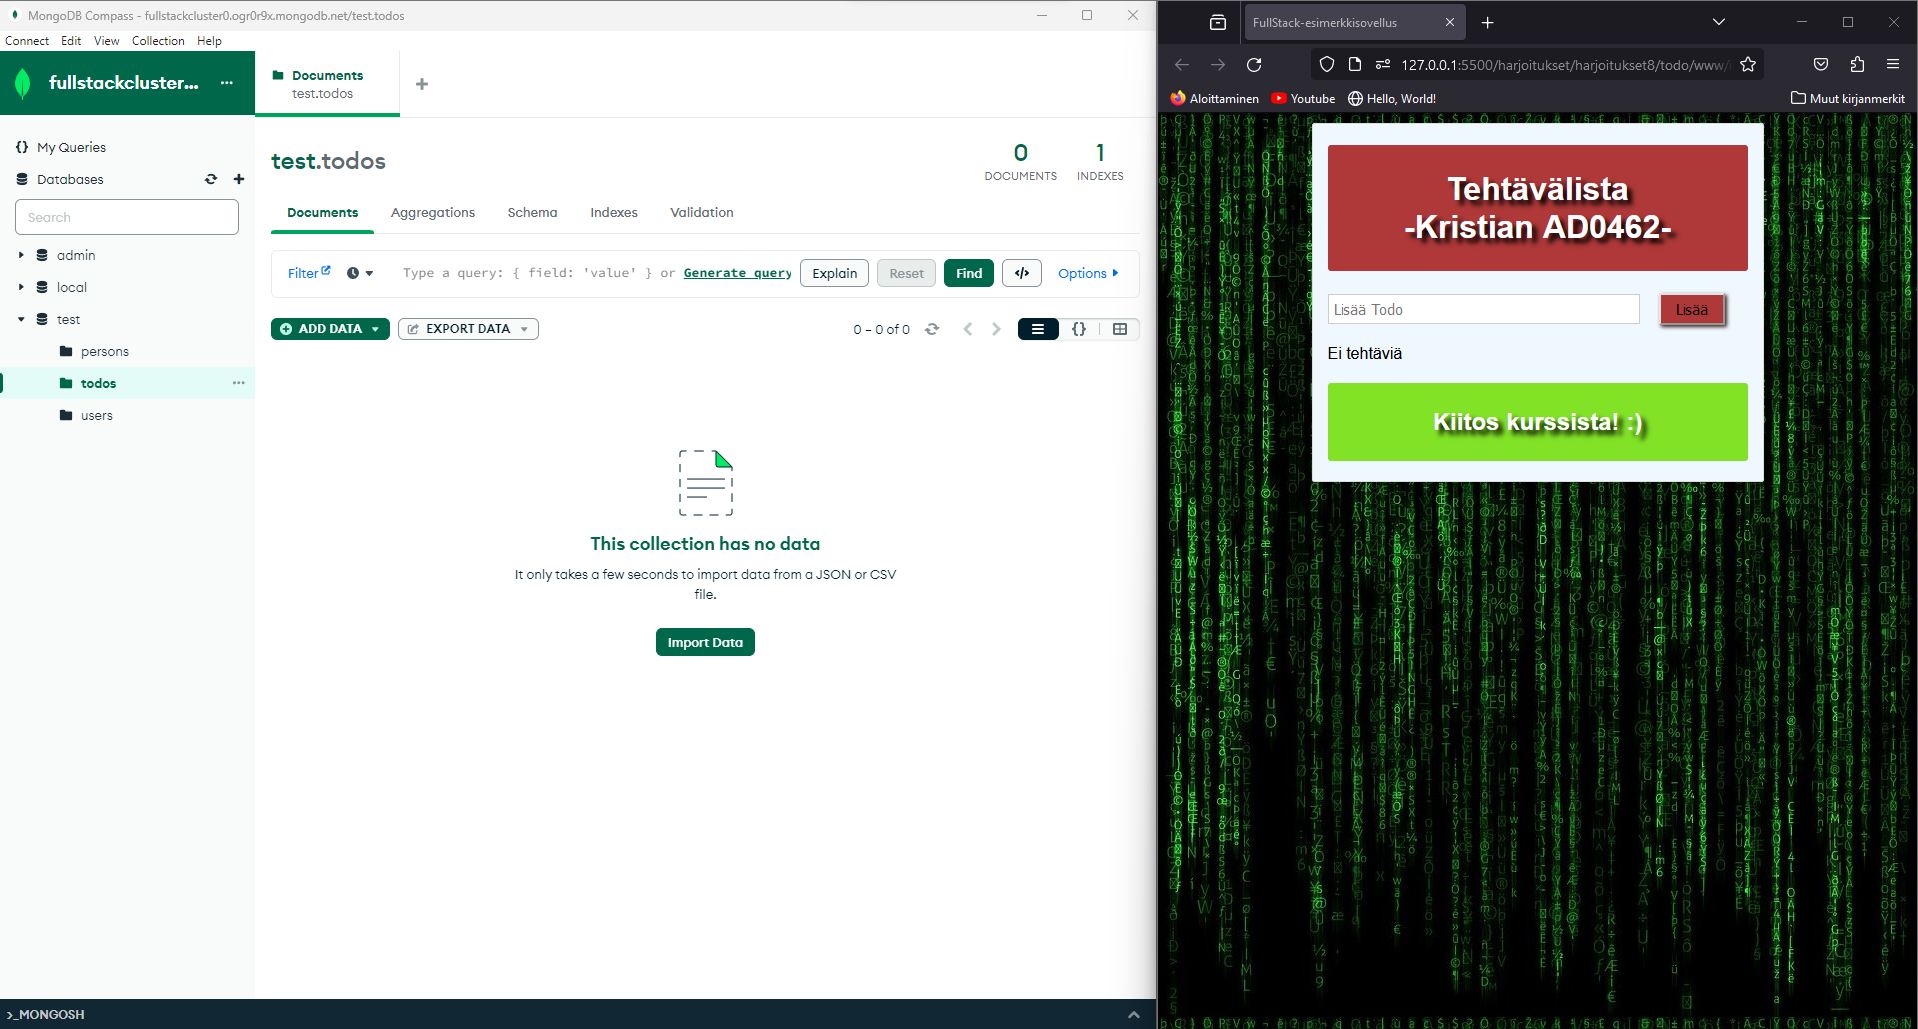 MongoDB Compass - fullstackcluster0.ogr0r9x.mongodb.net/test.todos
Connect Edit View Collection Help
fullstackcluster...
Documents
test.todos
My Queries
Databases
Search
admin
local
test
persons
todos
users
test.todos
0
DOCUMENTS
1
INDEXES
Documents Aggregations Schema Indexes Validation
Filter Type a query: { field: 'value' } or Generate query Explain Reset Find Options
ADD DATA EXPORT DATA 0 – 0 of 0
This collection has no data
It only takes a few seconds to import data from a JSON or CSV
file.
Import Data
>_MONGOSH
FullStack-esimerkkisovellus
127.0.0.1:5500/harjoitukset/harjoitukset8/todo/www/
Aloittaminen Youtube Hello, World! Muut kirjanmerkit
Tehtävälista
-Kristian AD0462-
Lisää Todo Lisää
Ei tehtäviä
Kiitos kurssista! :)